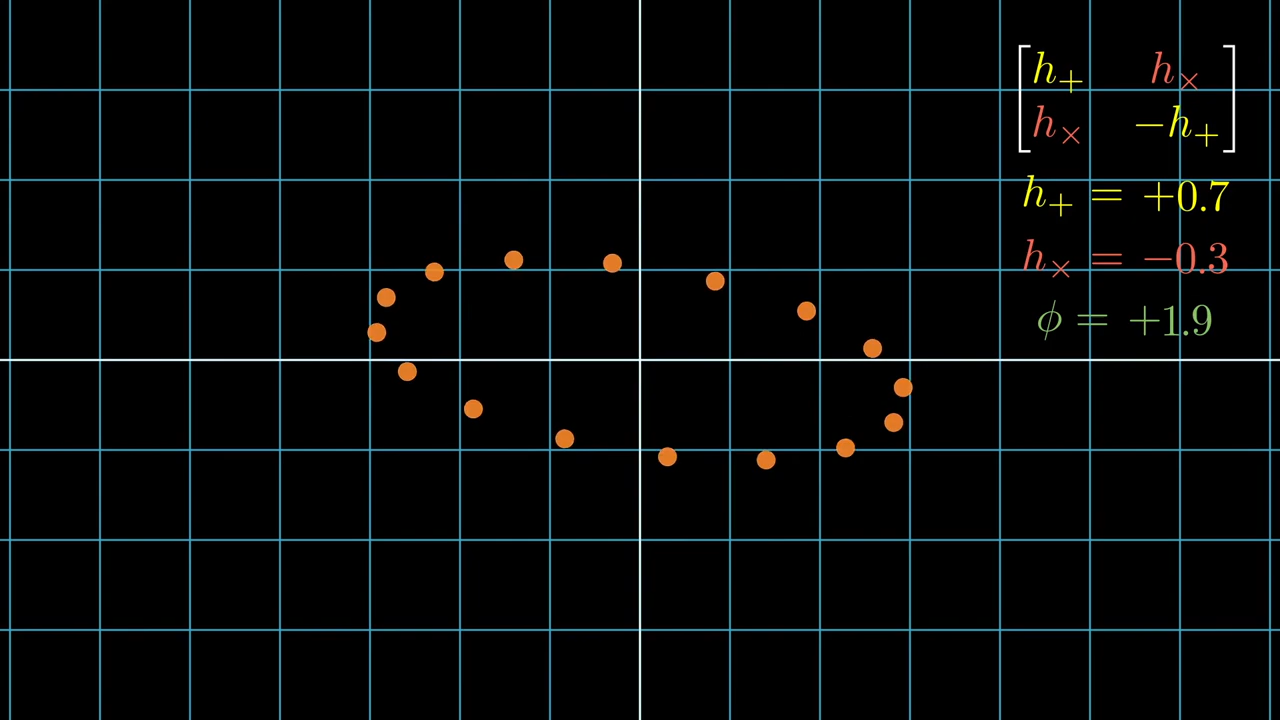 h₊ h×
h× −h₊
h₊ = +0.7
h× = −0.3
ϕ = +1.9